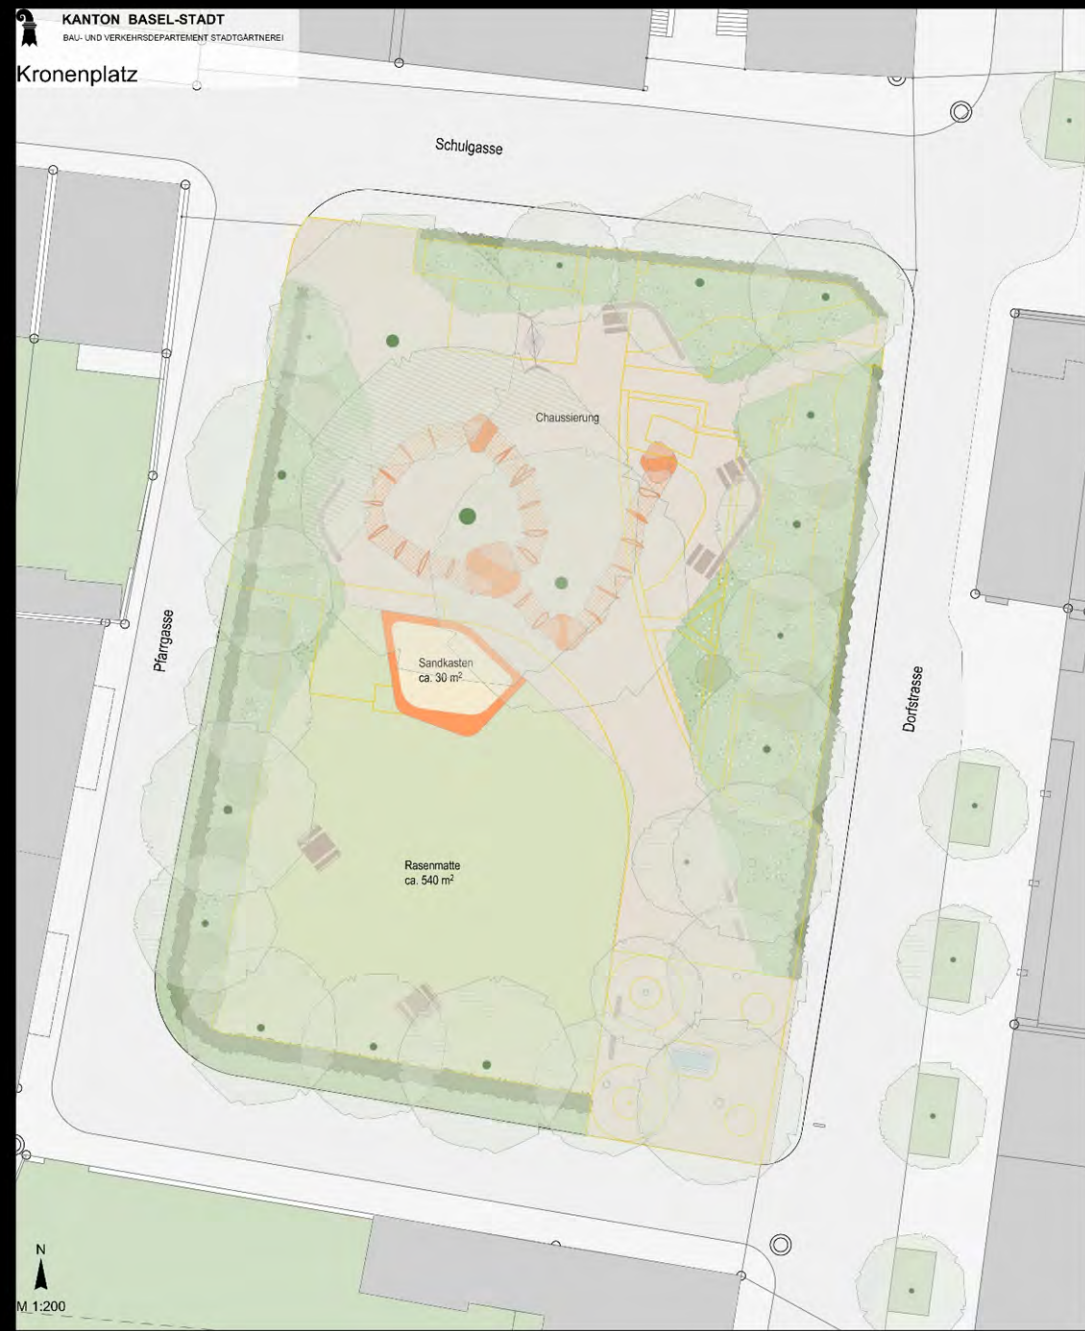 KANTON BASEL-STADT
BAU- UND VERKEHRSDEPARTEMENT STADTGÄRTNEREI
Kronenplatz
Schulgasse
Chaussierung
Pfarrgasse
Sandkasten
ca. 30 m²
Dorfstrasse
Rasenmatte
ca. 540 m²
N
M 1:200